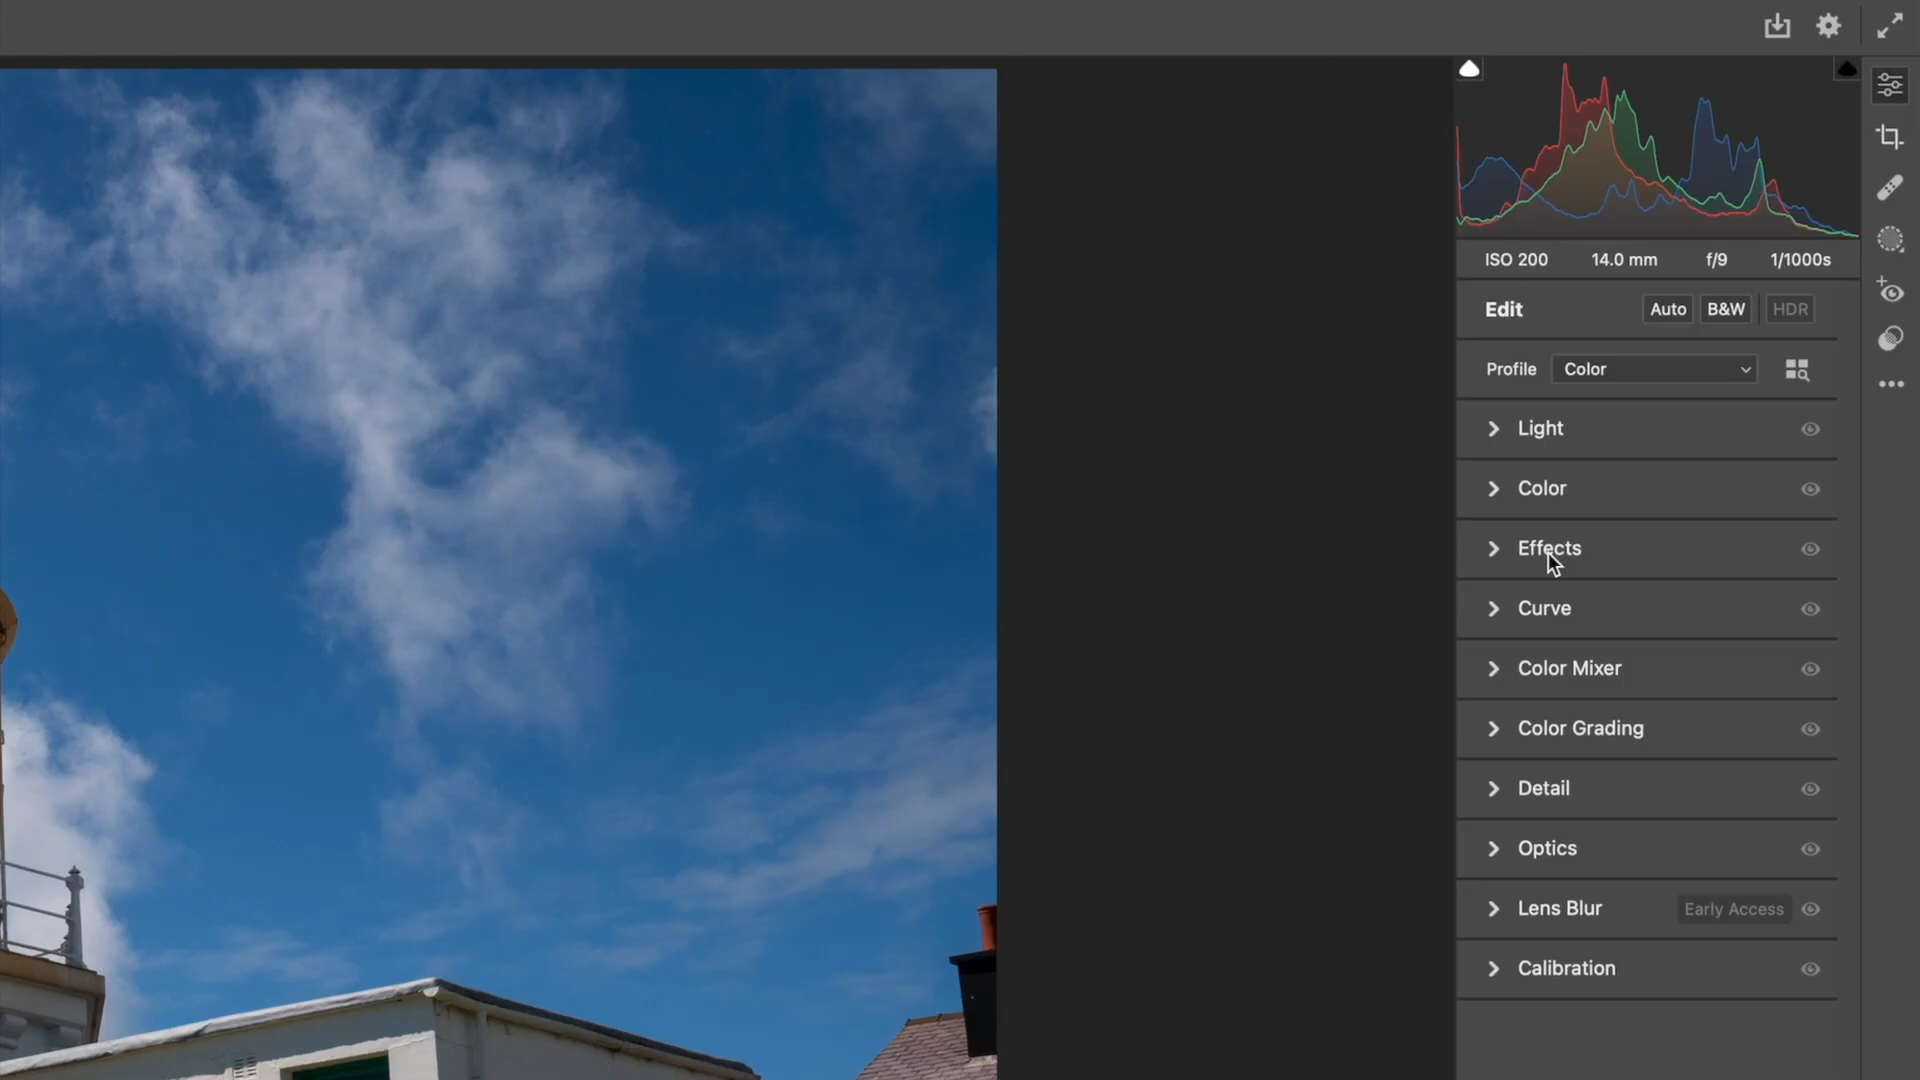 ISO 200 14.0 mm f/9 1/1000s
Edit Auto B&W HDR
Profile Color
Light
Color
Effects
Curve
Color Mixer
Color Grading
Detail
Optics
Lens Blur Early Access
Calibration